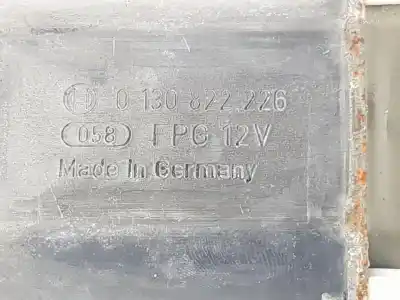 0 130 822 226
058 FPG 12V
Made in Germany